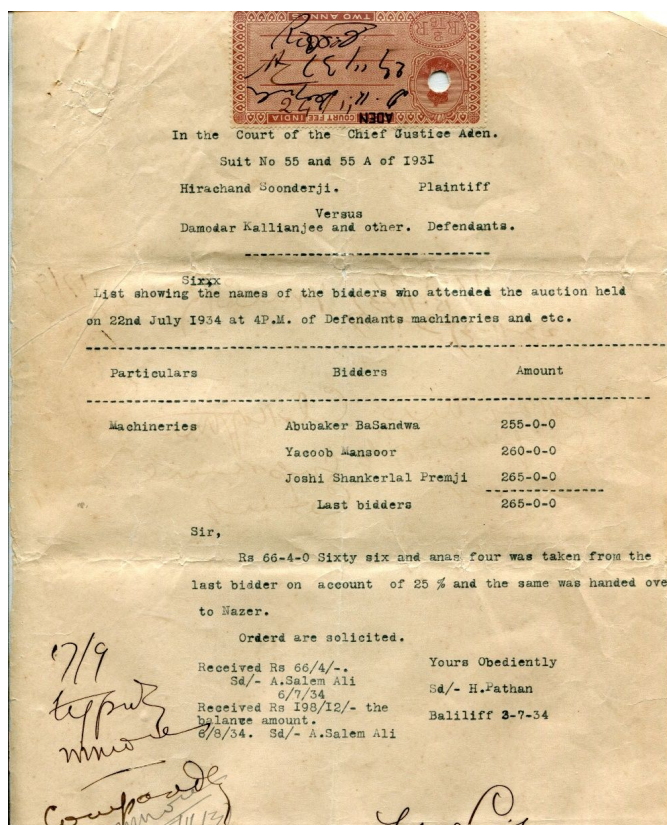 TWO ANNAS
ADEN
COURT FEE INDIA
In the Court of the Chief Justice Aden.
Suit No 55 and 55 A of I93I
Hirachand Soonderji. Plaintiff
Versus
Damodar Kallianjee and other. Defendants.
Sixxx
List showing the names of the bidders who attended the auction held
on 22nd July I934 at 4P.M. of Defendants machineries and etc.
Particulars Bidders Amount
Machineries Abubaker BaSandwa 255-0-0
Yacoob Mansoor 260-0-0
Joshi Shankerlal Premji 265-0-0
Last bidders 265-0-0
Sir,
Rs 66-4-0 Sixty six and anas four was taken from the
last bidder on account of 25 % and the same was handed ove
to Nazer.
Orderd are solicited.
Received Rs 66/4/-. Yours Obediently
Sd/- A.Salem Ali Sd/- H.Pathan
6/7/34
Received Rs I98/I2/- the
balanve amount. Baliliff 3-7-34
6/8/34. Sd/- A.Salem Ali
17/9